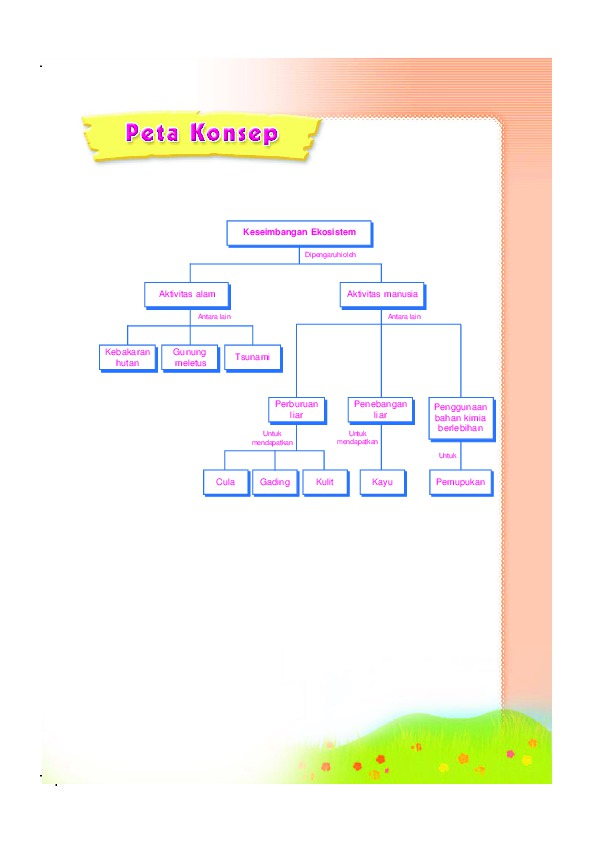 Peta Konsep
Keseimbangan Ekosistem
Dipengaruhi oleh
Aktivitas alam
Aktivitas manusia
Antara lain
Antara lain
Kebakaran
hutan
Gunung
meletus
Tsunami
Perburuan
liar
Penebangan
liar
Penggunaan
bahan kimia
berlebihan
Untuk
mendapatkan
Untuk
mendapatkan
Untuk
Cula
Gading
Kulit
Kayu
Pemupukan